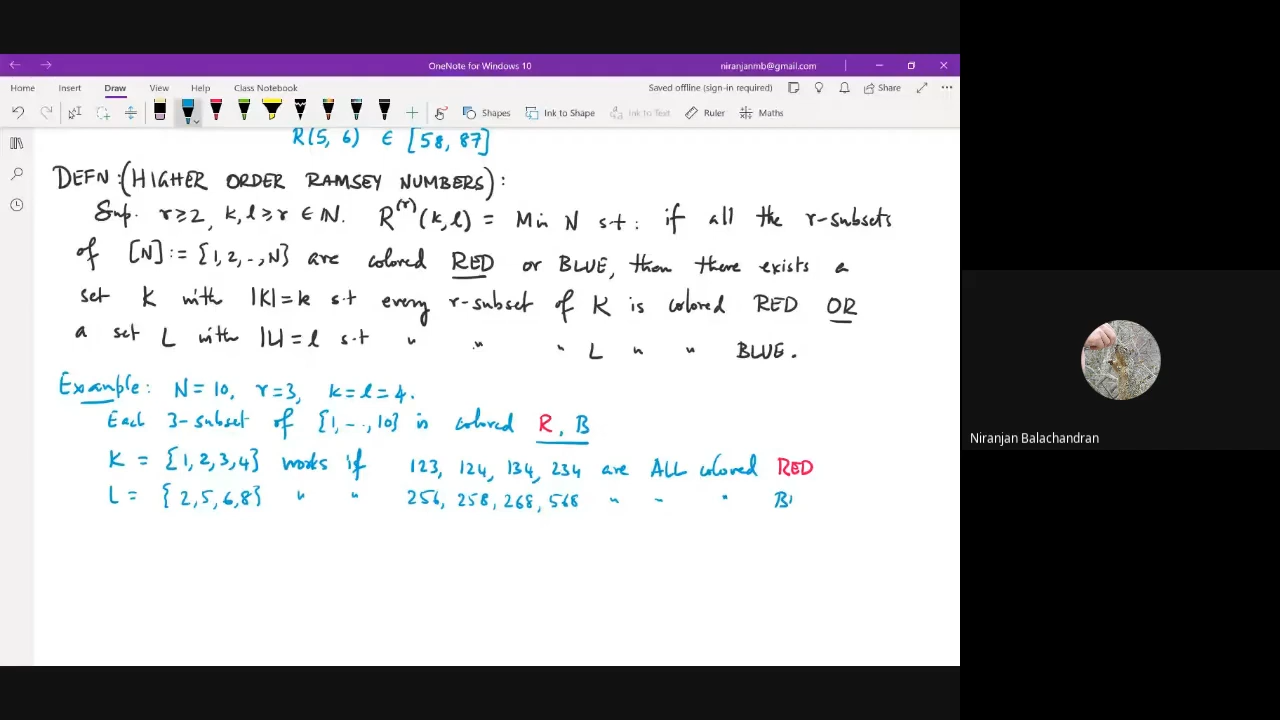 OneNote for Windows 10
niranjanmb@gmail.com
Home Insert Draw View Help Class Notebook
Saved offline (sign-in required) Share
Shapes Ink to Shape Ink to Text Ruler Maths
R(5, 6) ∈ [58, 87]
DEFN: (HIGHER ORDER RAMSEY NUMBERS):
Sup. r≥2, k, l ≥ r ∈ N. R^(r)(k,l) = Min N s.t: if all the r-subsets
of [N] := {1, 2, .., N} are colored RED or BLUE, then there exists a
set K with |K|=k s.t every r-subset of K is colored RED OR
a set L with |L|=l s.t " " " L " " BLUE.
Example: N=10, r=3, k=l=4.
Each 3-subset of {1, -.., 10} is colored R, B
K = {1,2,3,4} works if 123, 124, 134, 234 are ALL colored RED
L = {2,5,6,8} " " 256, 258, 268, 568 " " " Bl
Niranjan Balachandran